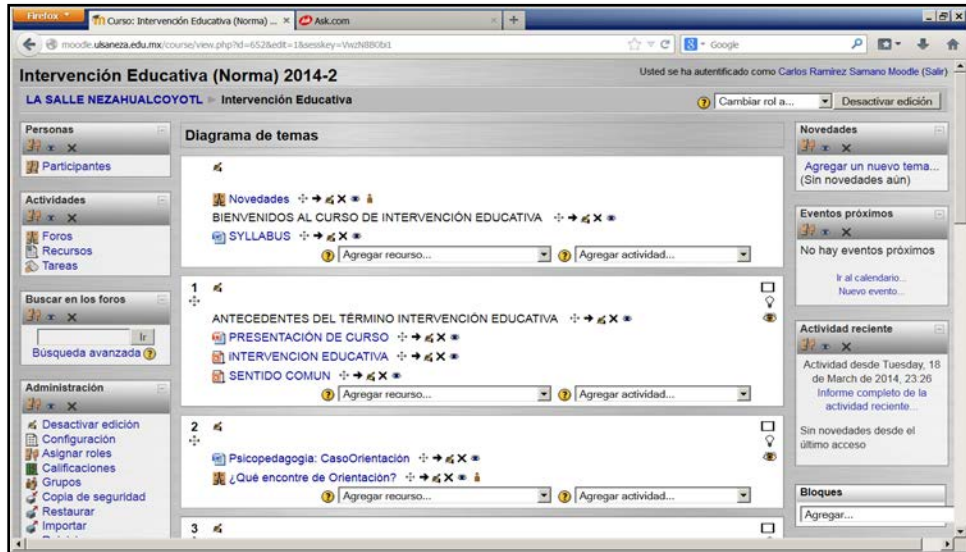 Firefox
Curso: Intervención Educativa (Norma) ...
Ask.com
moodle.ulsaneza.edu.mx/course/view.php?id=652&edit=1&sesskey=
Google
Intervención Educativa (Norma) 2014-2
Usted se ha autentificado como Carlos Ramírez Samano Moodle (Salir)
LA SALLE NEZAHUALCOYOTL ► Intervención Educativa
Cambiar rol a...
Desactivar edición
Personas
Participantes
Actividades
Foros
Recursos
Tareas
Buscar en los foros
Ir
Búsqueda avanzada
Administración
Desactivar edición
Configuración
Asignar roles
Calificaciones
Grupos
Copia de seguridad
Restaurar
Importar
Diagrama de temas
Novedades
BIENVENIDOS AL CURSO DE INTERVENCIÓN EDUCATIVA
SYLLABUS
Agregar recurso... Agregar actividad...
1
ANTECEDENTES DEL TÉRMINO INTERVENCIÓN EDUCATIVA
PRESENTACIÓN DE CURSO
iNTERVENCION EDUCATIVA
SENTIDO COMUN
Agregar recurso... Agregar actividad...
2
Psicopedagogia: CasoOrientación
¿Qué encontre de Orientación?
Agregar recurso... Agregar actividad...
3
Novedades
Agregar un nuevo tema...
(Sin novedades aún)
Eventos próximos
No hay eventos próximos
Ir al calendario...
Nuevo evento...
Actividad reciente
Actividad desde Tuesday, 18
de March de 2014, 23:26
Informe completo de la
actividad reciente...
Sin novedades desde el
último acceso
Bloques
Agregar...